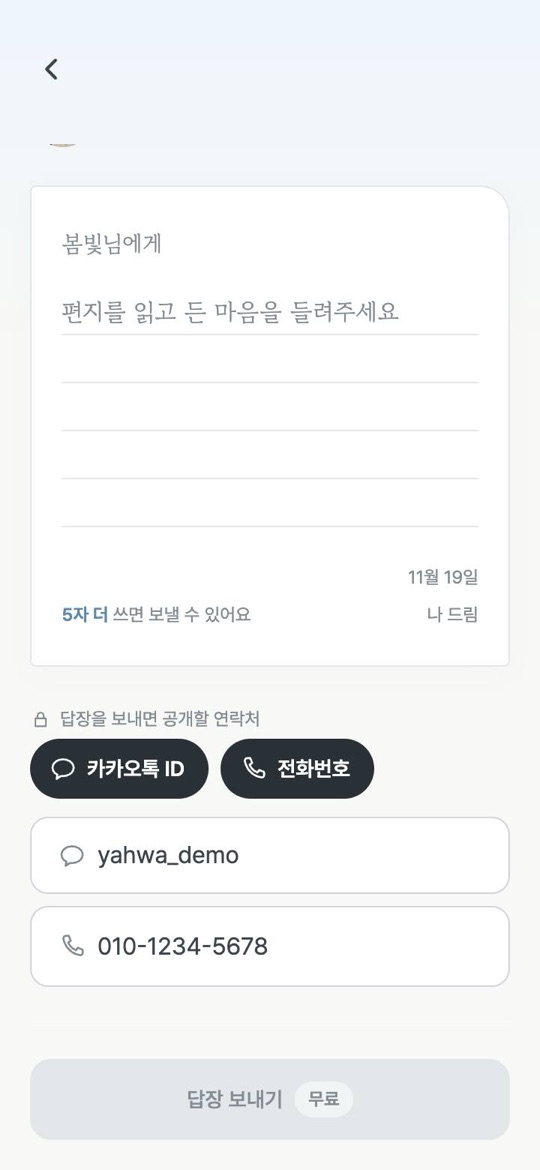 봄빛님에게
편지를 읽고 든 마음을 들려주세요
11월 19일
5자 더 쓰면 보낼 수 있어요
나 드림
답장을 보내면 공개할 연락처
카카오톡 ID
전화번호
yahwa_demo
010-1234-5678
답장 보내기
무료